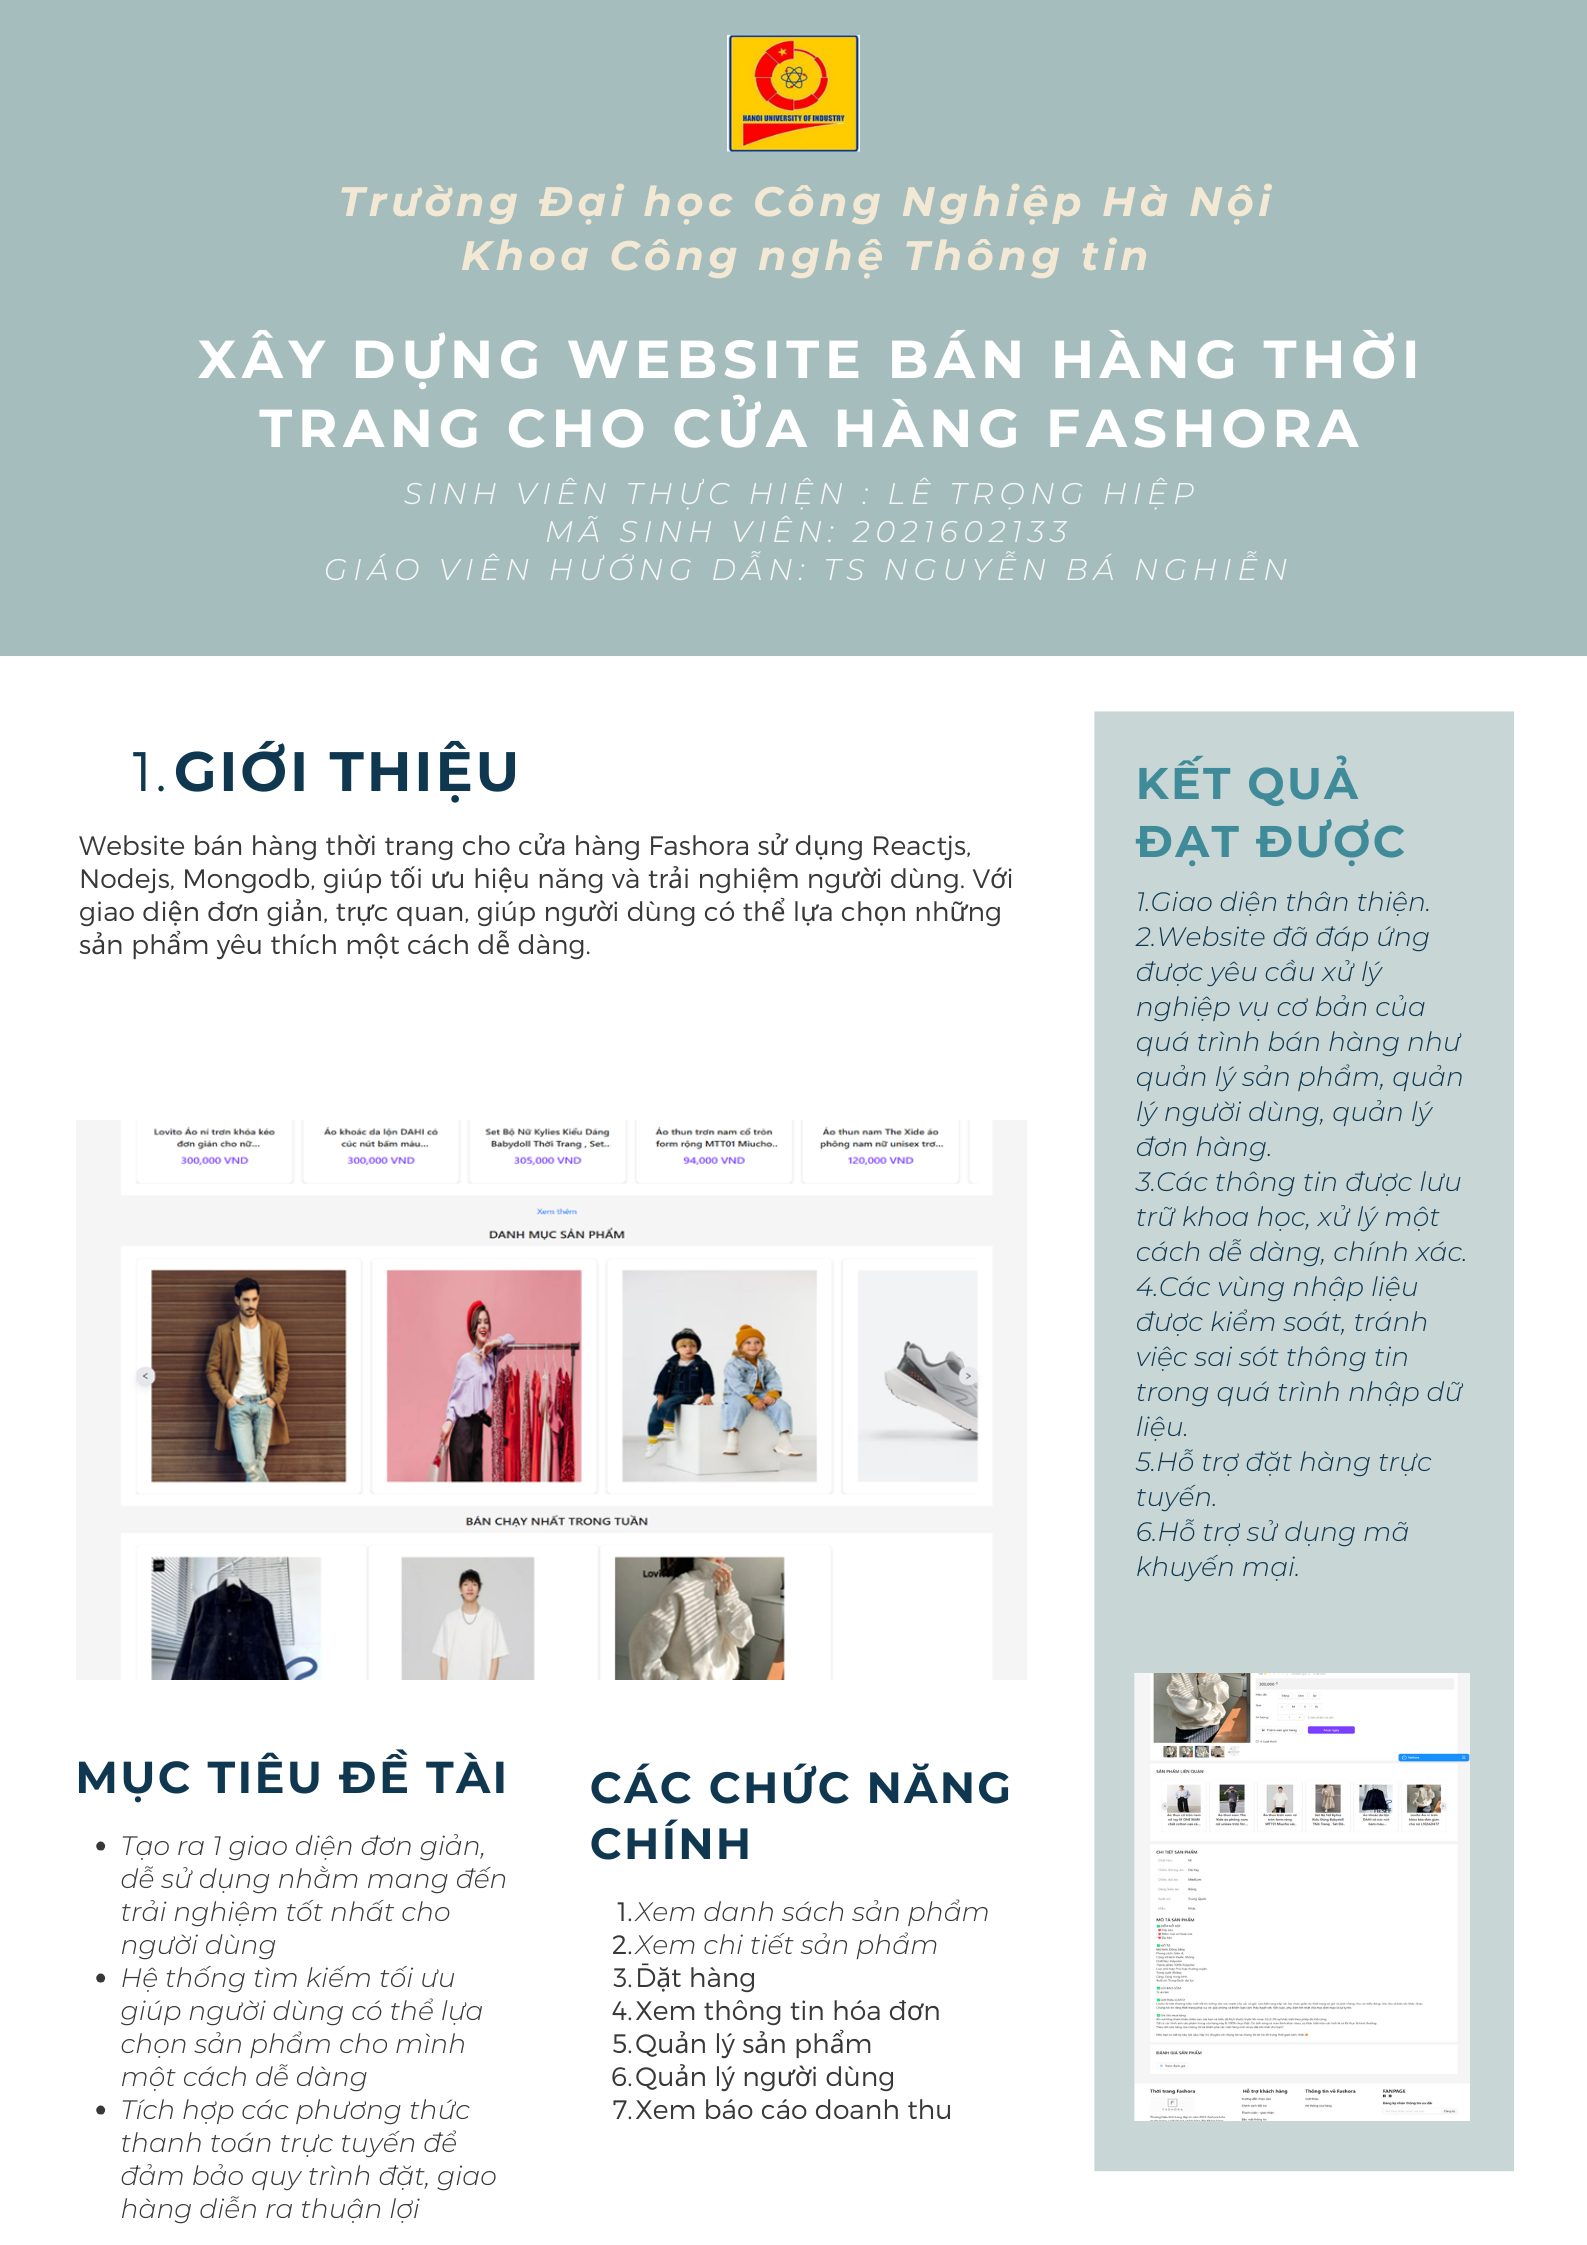 HANOI UNIVERSITY OF INDUSTRY
Trường Đại học Công Nghiệp Hà Nội
Khoa Công nghệ Thông tin
XÂY DỰNG WEBSITE BÁN HÀNG THỜI
TRANG CHO CỬA HÀNG FASHORA
SINH VIÊN THỰC HIỆN : LÊ TRỌNG HIỆP
MÃ SINH VIÊN: 2021602133
GIÁO VIÊN HƯỚNG DẪN: TS NGUYỄN BÁ NGHIỄN
1. GIỚI THIỆU
Website bán hàng thời trang cho cửa hàng Fashora sử dụng Reactjs,
Nodejs, Mongodb, giúp tối ưu hiệu năng và trải nghiệm người dùng. Với
giao diện đơn giản, trực quan, giúp người dùng có thể lựa chọn những
sản phẩm yêu thích một cách dễ dàng.
Lovito Áo nỉ trơn khóa kéo
đơn giản cho nữ...
300,000 VND
Áo khoác da lộn DAHI có
cúc nút bấm màu...
300,000 VND
Set Bộ Nữ Kylies Kiểu Dáng
Babydoll Thời Trang , Set..
305,000 VND
Áo thun trơn nam cổ tròn
form rộng MTT01 Miucho..
94,000 VND
Áo thun nam The Xide áo
phông nam nữ unisex trơ...
120,000 VND
Xem thêm
DANH MỤC SẢN PHẨM
<
>
BÁN CHẠY NHẤT TRONG TUẦN
MỤC TIÊU ĐỀ TÀI
Tạo ra 1 giao diện đơn giản,
dễ sử dụng nhằm mang đến
trải nghiệm tốt nhất cho
người dùng
Hệ thống tìm kiếm tối ưu
giúp người dùng có thể lựa
chọn sản phẩm cho mình
một cách dễ dàng
Tích hợp các phương thức
thanh toán trực tuyến để
đảm bảo quy trình đặt, giao
hàng diễn ra thuận lợi
CÁC CHỨC NĂNG
CHÍNH
1. Xem danh sách sản phẩm
2. Xem chi tiết sản phẩm
3. Đặt hàng
4. Xem thông tin hóa đơn
5. Quản lý sản phẩm
6. Quản lý người dùng
7. Xem báo cáo doanh thu
KẾT QUẢ
ĐẠT ĐƯỢC
1.Giao diện thân thiện.
2.Website đã đáp ứng
được yêu cầu xử lý
nghiệp vụ cơ bản của
quá trình bán hàng như
quản lý sản phẩm, quản
lý người dùng, quản lý
đơn hàng.
3.Các thông tin được lưu
trữ khoa học, xử lý một
cách dễ dàng, chính xác.
4.Các vùng nhập liệu
được kiểm soát, tránh
việc sai sót thông tin
trong quá trình nhập dữ
liệu.
5.Hỗ trợ đặt hàng trực
tuyến.
6.Hỗ trợ sử dụng mã
khuyến mại.
SẢN PHẨM LIÊN QUAN
CHI TIẾT SẢN PHẨM
MÔ TẢ SẢN PHẨM
ĐÁNH GIÁ SẢN PHẨM
Thời trang Fashora
Hỗ trợ khách hàng
Thông tin về Fashora
FANPAGE